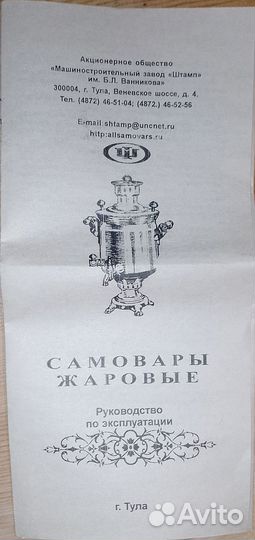 Акционерное общество
«Машиностроительный завод «Штамп»
им. Б.Л. Ванникова»
300004, г. Тула, Веневское шоссе, д. 4,
Тел. (4872) 46-51-04; (4872.) 46-52-56
E-mail:shtamp@uncnet.ru
http:allsamovars.ru
САМОВАРЫ
ЖАРОВЫЕ
Руководство
по эксплуатации
г. Тула
Avito